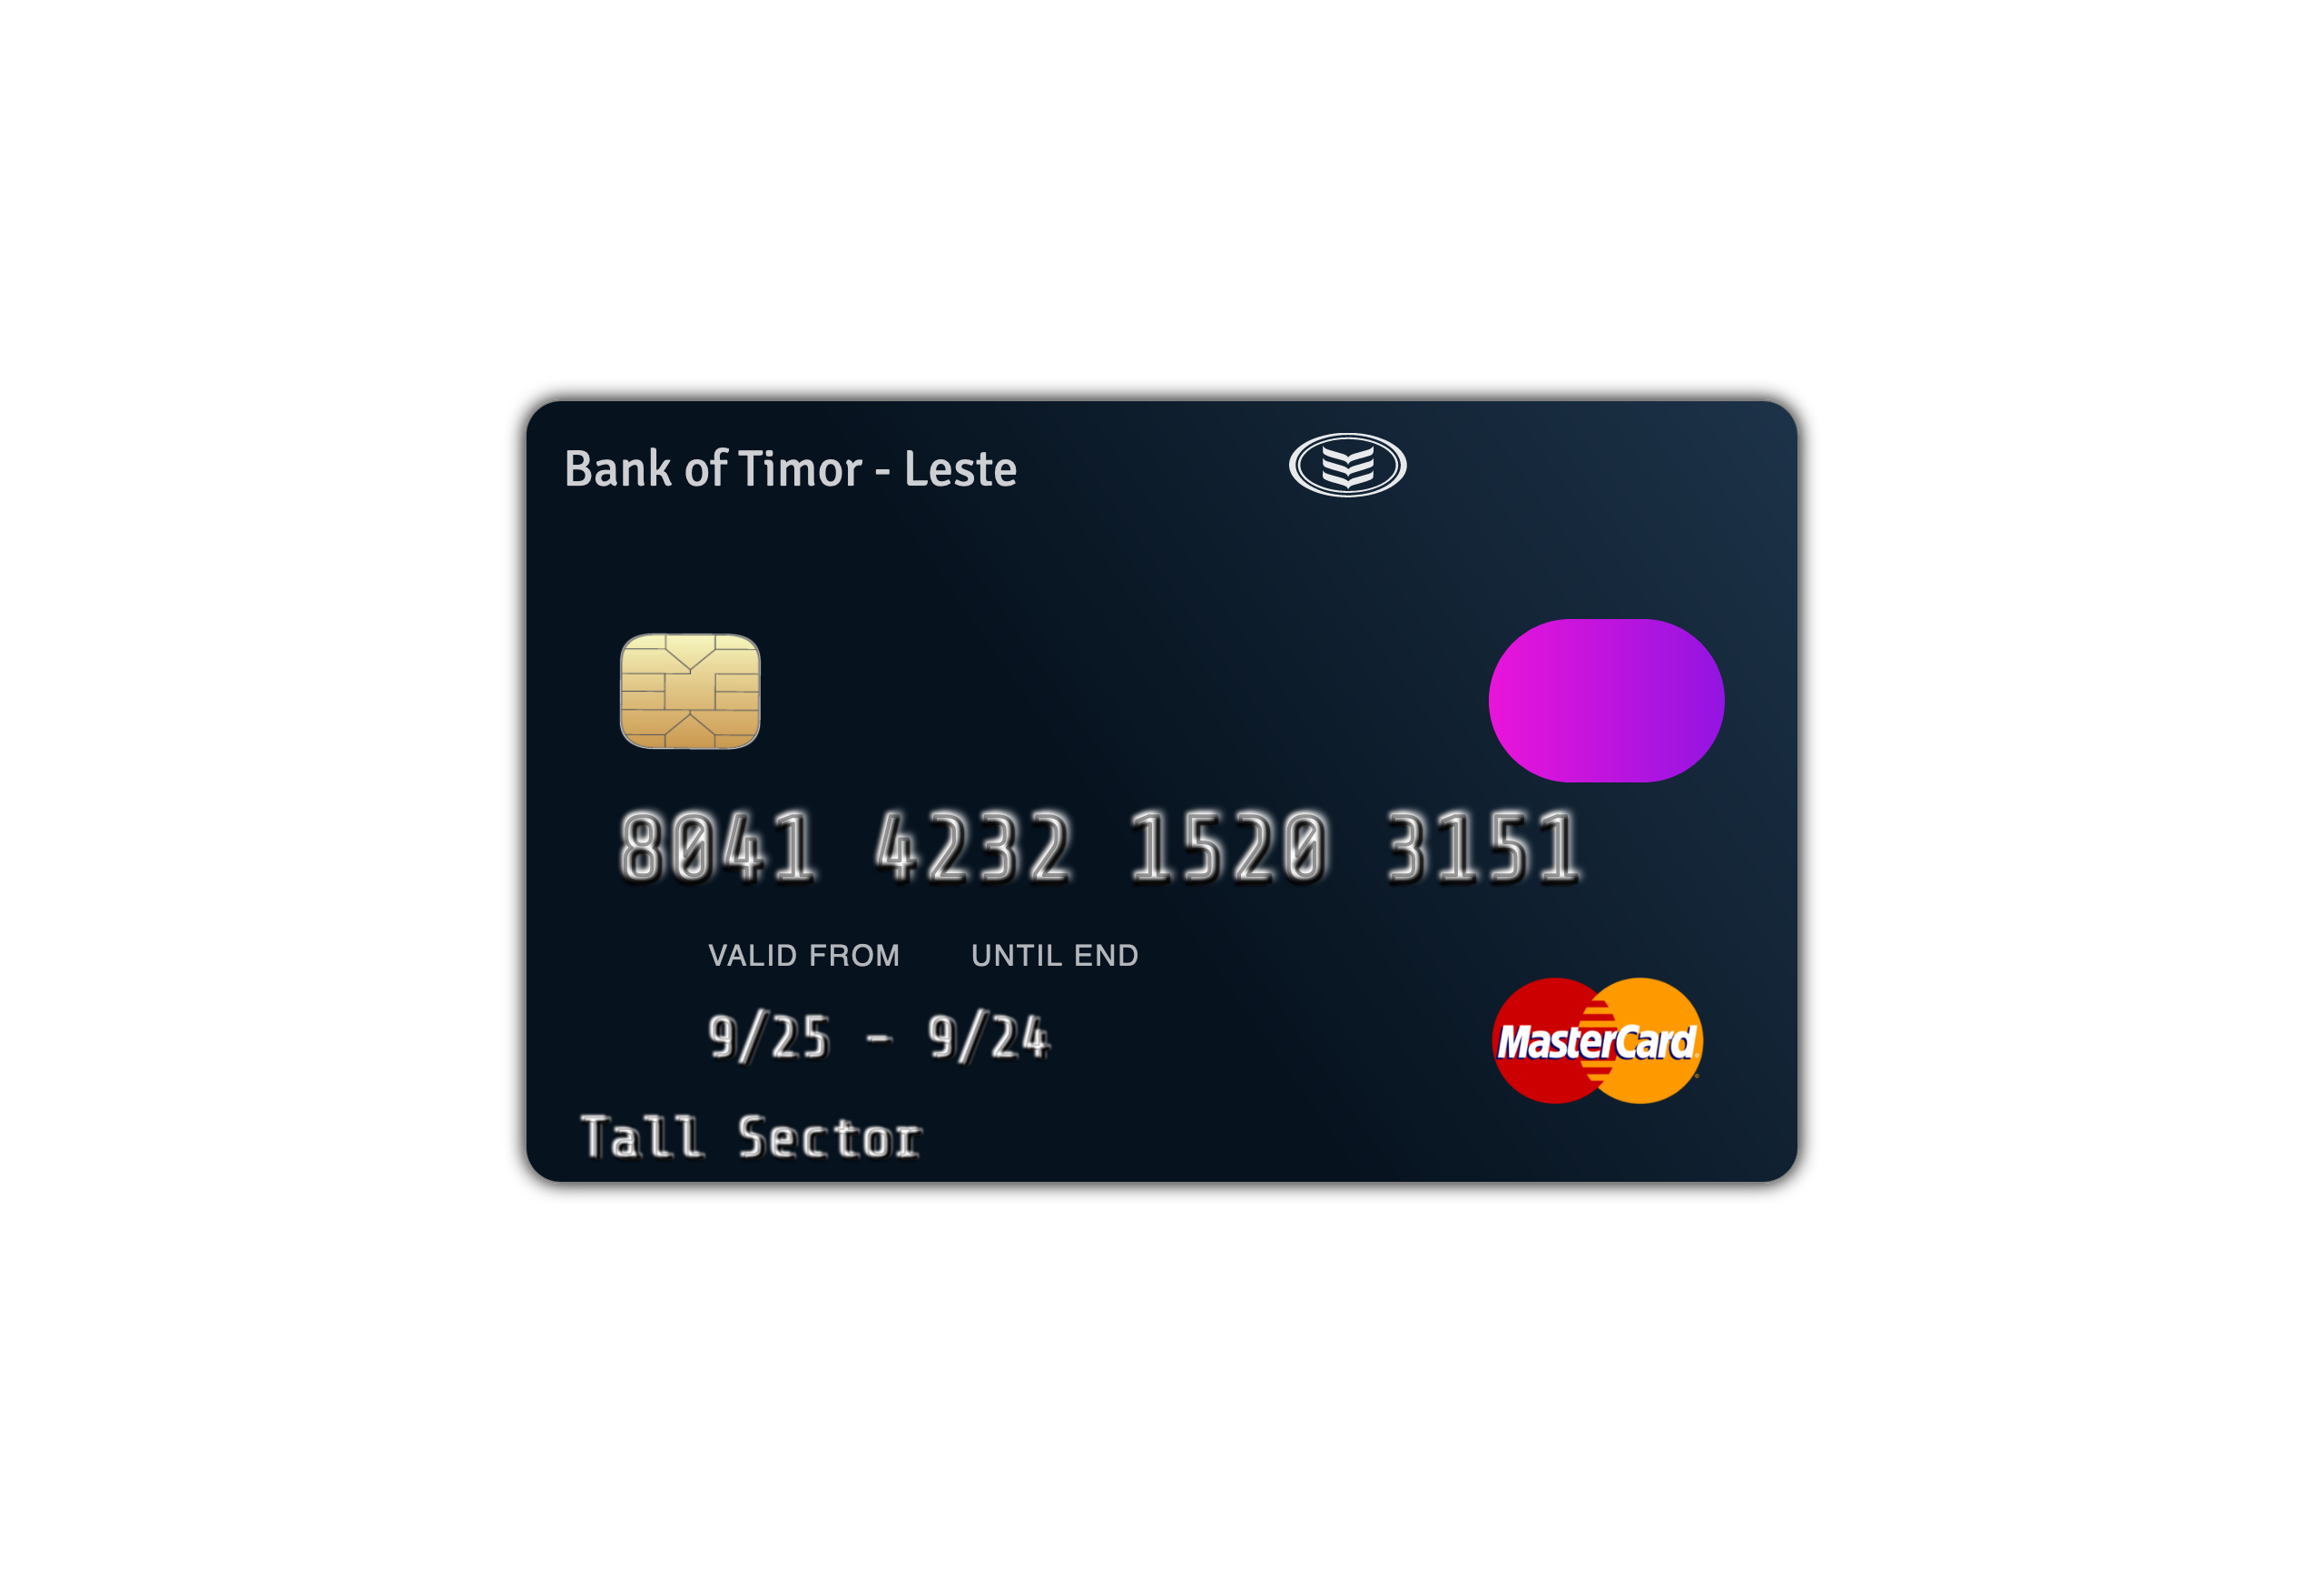 Bank of Timor - Leste
8041 4232 1520 3151
VALID FROM UNTIL END
9/25 - 9/24
MasterCard
Tall Sector